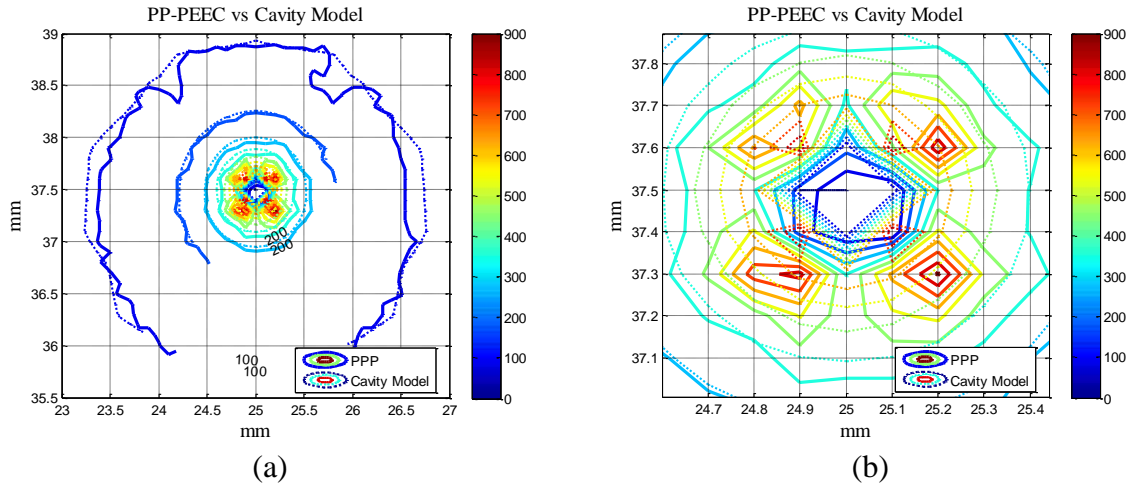 PP-PEEC vs Cavity Model
mm
39
38.5
38
37.5
37
36.5
36
35.5
23 23.5 24 24.5 25 25.5 26 26.5 27
mm
200
200
100
100
PPP
Cavity Model
900
800
700
600
500
400
300
200
100
0
(a)
PP-PEEC vs Cavity Model
mm
37.8
37.7
37.6
37.5
37.4
37.3
37.2
37.1
24.7 24.8 24.9 25 25.1 25.2 25.3 25.4
mm
PPP
Cavity Model
900
800
700
600
500
400
300
200
100
0
(b)